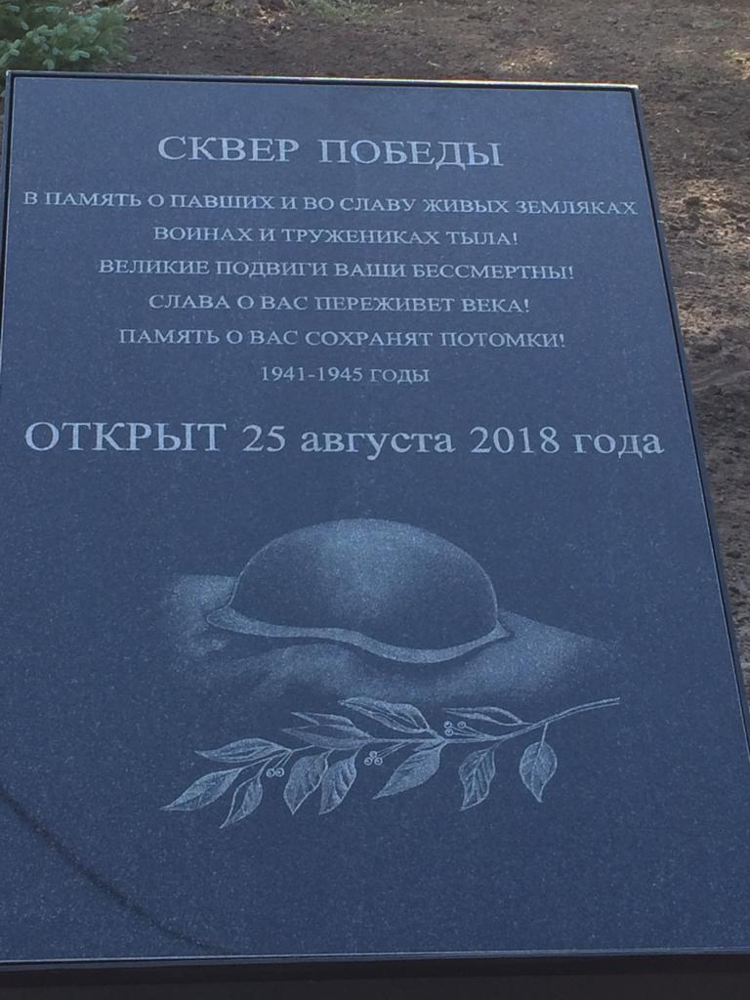 СКВЕР ПОБЕДЫ
В ПАМЯТЬ О ПАВШИХ И ВО СЛАВУ ЖИВЫХ ЗЕМЛЯКАХ
ВОИНАХ И ТРУЖЕНИКАХ ТЫЛА!
ВЕЛИКИЕ ПОДВИГИ ВАШИ БЕССМЕРТНЫ!
СЛАВА О ВАС ПЕРЕЖИВЕТ ВЕКА!
ПАМЯТЬ О ВАС СОХРАНЯТ ПОТОМКИ!
1941-1945 ГОДЫ
ОТКРЫТ 25 августа 2018 года